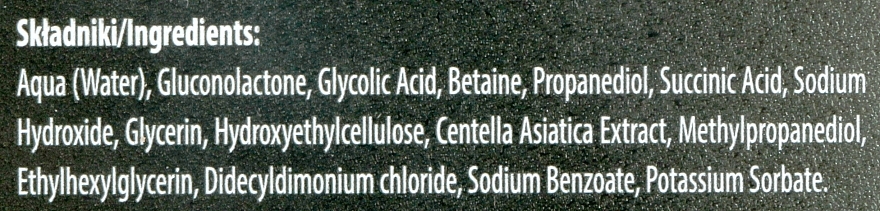 Składniki/Ingredients:
Aqua (Water), Gluconolactone, Glycolic Acid, Betaine, Propanediol, Succinic Acid, Sodium
Hydroxide, Glycerin, Hydroxyethylcellulose, Centella Asiatica Extract, Methylpropanediol,
Ethylhexylglycerin, Didecyldimonium chloride, Sodium Benzoate, Potassium Sorbate.